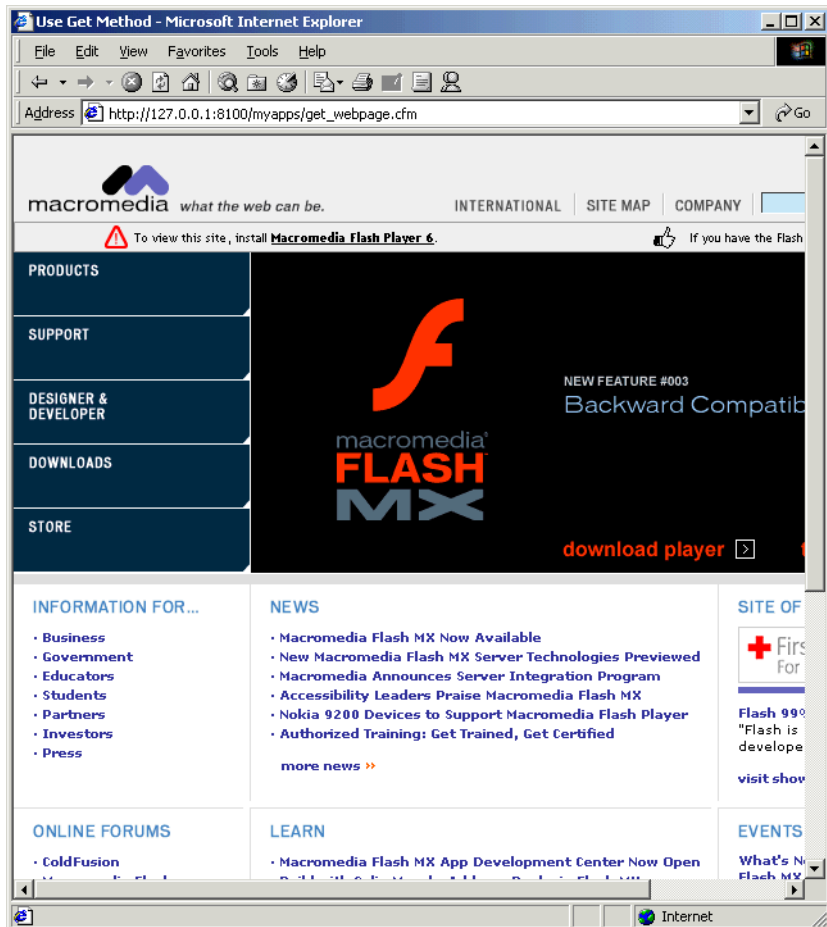 Use Get Method - Microsoft Internet Explorer
File Edit View Favorites Tools Help
Address http://127.0.0.1:8100/myapps/get_webpage.cfm Go
macromedia what the web can be.
INTERNATIONAL SITE MAP COMPANY
To view this site, install Macromedia Flash Player 6. If you have the Flash
PRODUCTS
SUPPORT
DESIGNER &
DEVELOPER
DOWNLOADS
STORE
macromedia
FLASH
MX
NEW FEATURE #003
Backward Compatib
download player
INFORMATION FOR...
· Business
· Government
· Educators
· Students
· Partners
· Investors
· Press
NEWS
· Macromedia Flash MX Now Available
· New Macromedia Flash MX Server Technologies Previewed
· Macromedia Announces Server Integration Program
· Accessibility Leaders Praise Macromedia Flash MX
· Nokia 9200 Devices to Support Macromedia Flash Player
· Authorized Training: Get Trained, Get Certified
more news ››
SITE OF
Firs
For
Flash 99%
"Flash is
develope
visit show
ONLINE FORUMS
· ColdFusion
LEARN
· Macromedia Flash MX App Development Center Now Open
EVENTS
What's N
Flash MX
Internet